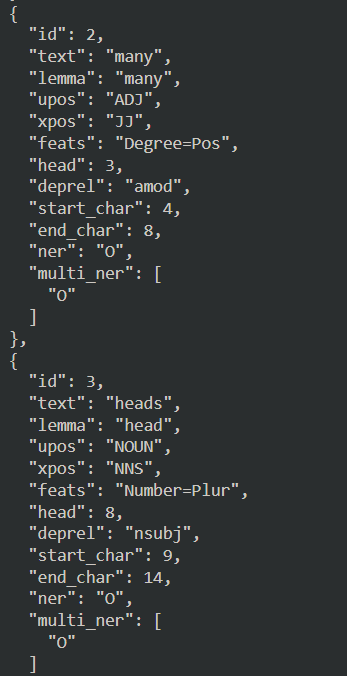 {
"id": 2,
"text": "many",
"lemma": "many",
"upos": "ADJ",
"xpos": "JJ",
"feats": "Degree=Pos",
"head": 3,
"deprel": "amod",
"start_char": 4,
"end_char": 8,
"ner": "O",
"multi_ner": [
"O"
]
},
{
"id": 3,
"text": "heads",
"lemma": "head",
"upos": "NOUN",
"xpos": "NNS",
"feats": "Number=Plur",
"head": 8,
"deprel": "nsubj",
"start_char": 9,
"end_char": 14,
"ner": "O",
"multi_ner": [
"O"
]